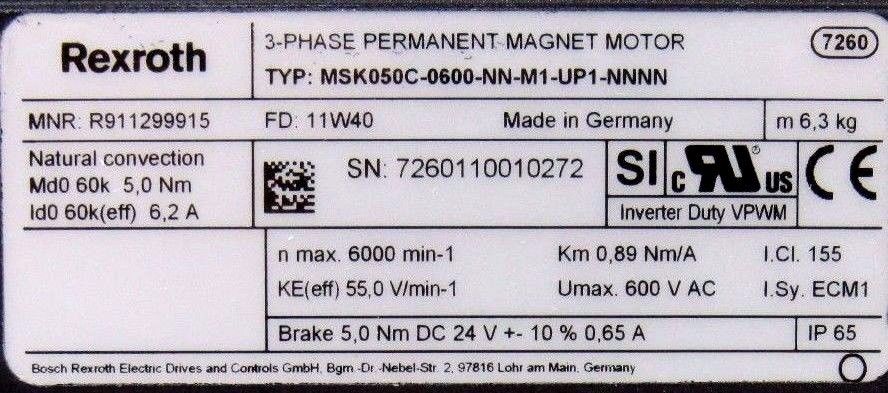 Rexroth
3-PHASE PERMANENT MAGNET MOTOR
7260
TYP: MSK050C-0600-NN-M1-UP1-NNNN
MNR: R911299915
FD: 11W40
Made in Germany
m 6,3 kg
Natural convection
Md0 60k 5,0 Nm
Id0 60k(eff) 6,2 A
SN: 7260110010272
SI
c RU® US
Inverter Duty VPWM
CE
n max. 6000 min-1
Km 0,89 Nm/A
I.Cl. 155
KE(eff) 55,0 V/min-1
Umax. 600 V AC
I.Sy. ECM1
Brake 5,0 Nm DC 24 V +- 10 % 0,65 A
IP 65
Bosch Rexroth Electric Drives and Controls GmbH, Bgm.-Dr.-Nebel-Str. 2, 97816 Lohr am Main, Germany